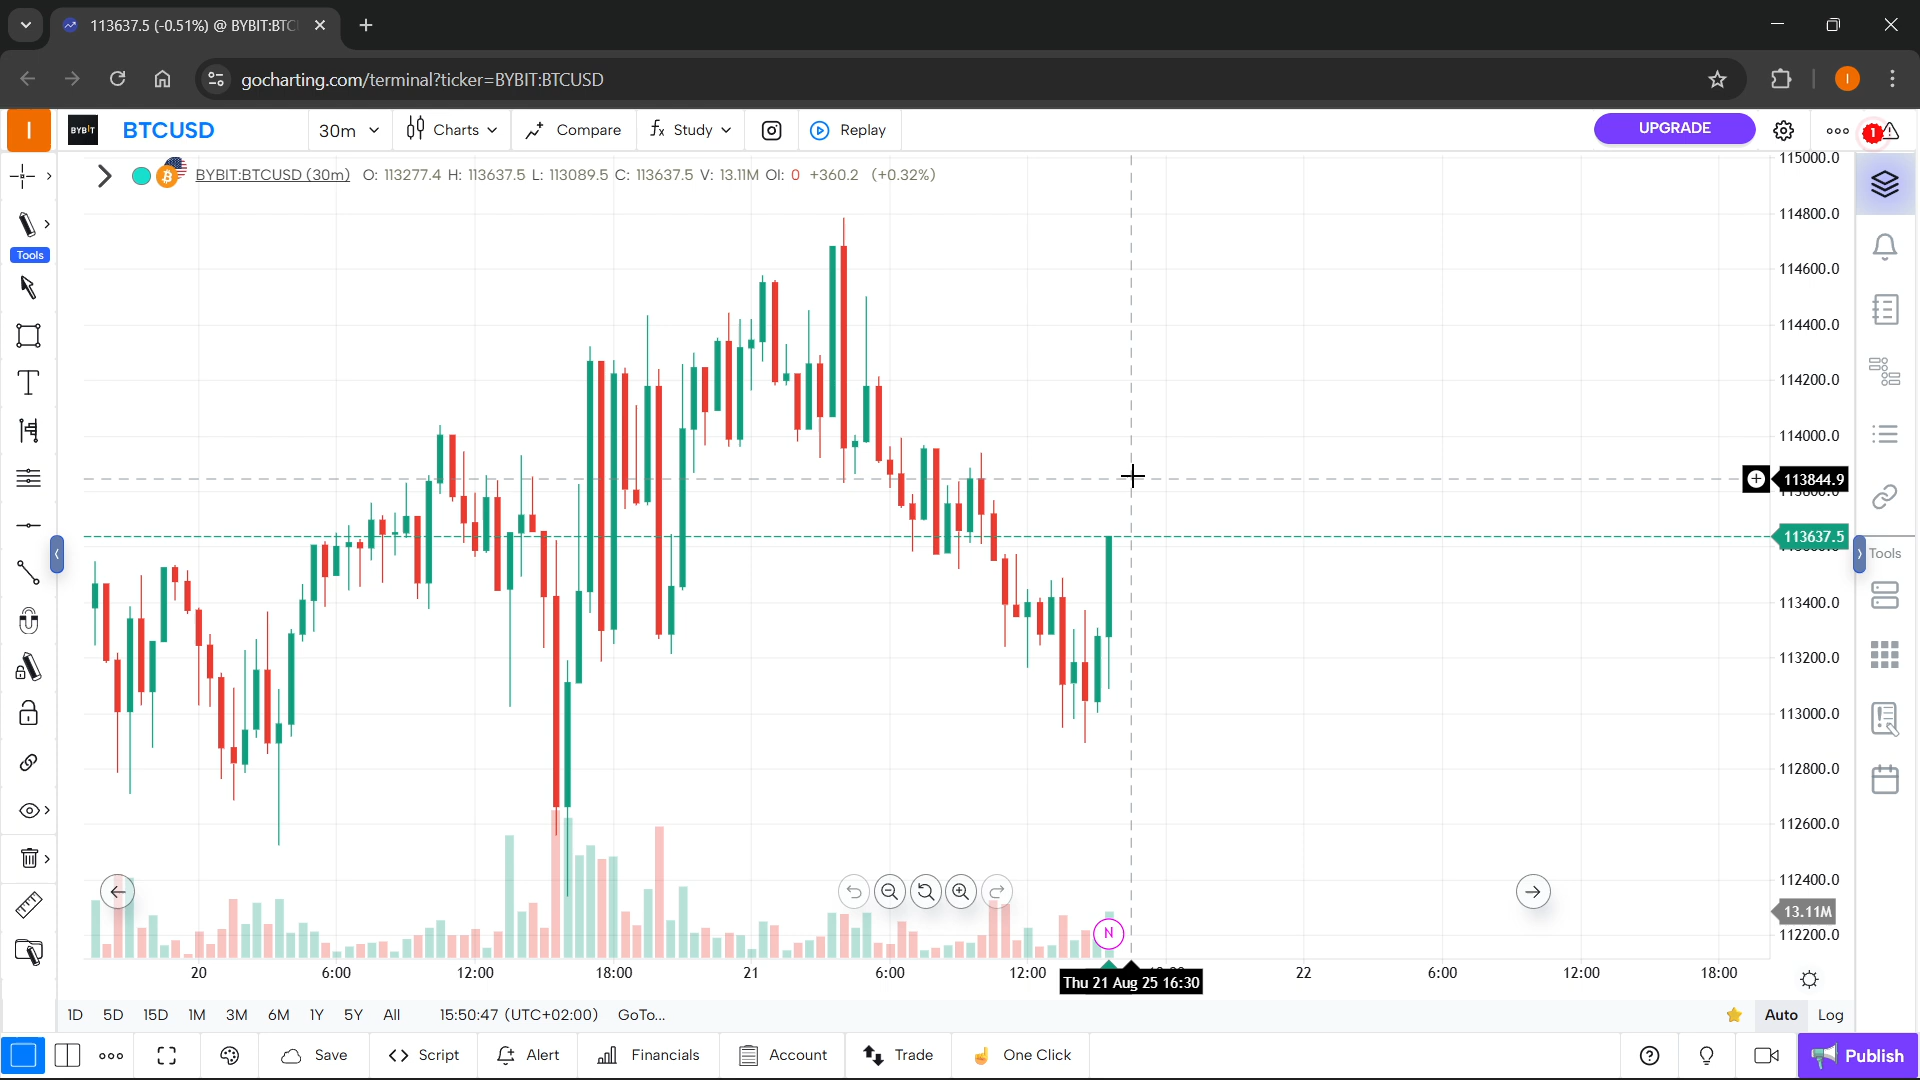 113637.5 (-0.51%) @ BYBIT:BTC
gocharting.com/terminal?ticker=BYBIT:BTCUSD
I
I
BYBIT
BTCUSD
30m
Charts
Compare
Study
Replay
UPGRADE
1
BYBIT:BTCUSD (30m) O: 113277.4 H: 113637.5 L: 113089.5 C: 113637.5 V: 13.11M OI: 0 +360.2 (+0.32%)
Tools
115000.0
114800.0
114600.0
114400.0
114200.0
114000.0
113844.9
113637.5
Tools
113400.0
113200.0
113000.0
112800.0
112600.0
112400.0
13.11M
112200.0
N
20 6:00 12:00 18:00 21 6:00 12:00 22 6:00 12:00 18:00
Thu 21 Aug 25 16:30
1D 5D 15D 1M 3M 6M 1Y 5Y All 15:50:47 (UTC+02:00) GoTo...
Auto Log
Save
Script
Alert
Financials
Account
Trade
One Click
Publish